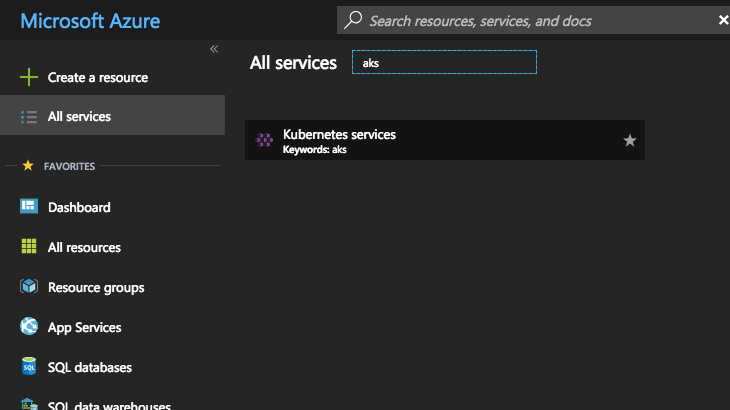 Microsoft Azure
Search resources, services, and docs
Create a resource
All services
FAVORITES
Dashboard
All resources
Resource groups
App Services
SQL databases
SQL data warehouses
All services
aks
Kubernetes services
Keywords: aks